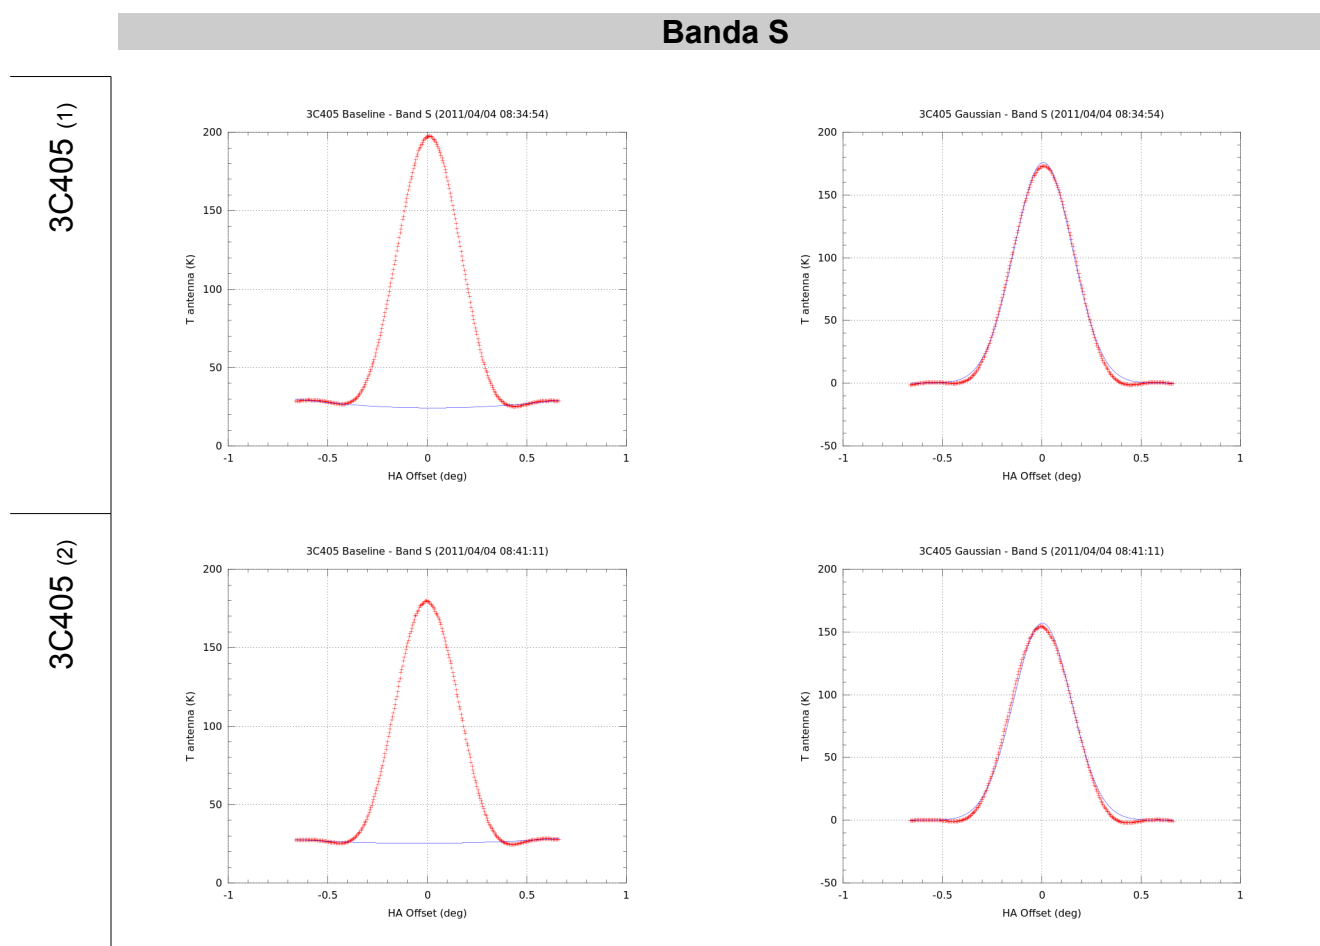 Banda S
3C405 (1)
3C405 Baseline - Band S (2011/04/04 08:34:54)
200
150
100
50
0
T antenna (K)
-1 -0.5 0 0.5 1
HA Offset (deg)
3C405 Gaussian - Band S (2011/04/04 08:34:54)
200
150
100
50
0
-50
T antenna (K)
-1 -0.5 0 0.5 1
HA Offset (deg)
3C405 (2)
3C405 Baseline - Band S (2011/04/04 08:41:11)
200
150
100
50
0
T antenna (K)
-1 -0.5 0 0.5 1
HA Offset (deg)
3C405 Gaussian - Band S (2011/04/04 08:41:11)
200
150
100
50
0
-50
T antenna (K)
-1 -0.5 0 0.5 1
HA Offset (deg)